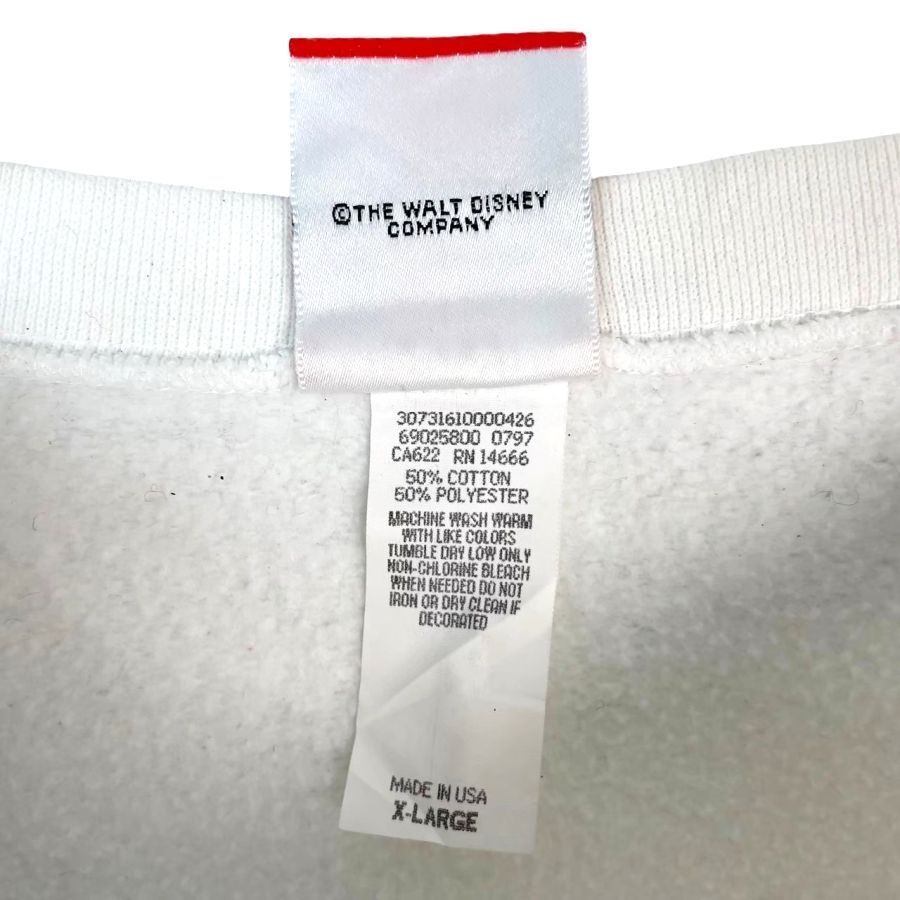 ©THE WALT DISNEY
COMPANY
30731610000426
69025800 0797
CA622 RN 14666
50% COTTON
50% POLYESTER
MACHINE WASH WARM
WITH LIKE COLORS
TUMBLE DRY LOW ONLY
NON-CHLORINE BLEACH
WHEN NEEDED DO NOT
IRON OR DRY CLEAN IF
DECORATED
MADE IN USA
X-LARGE